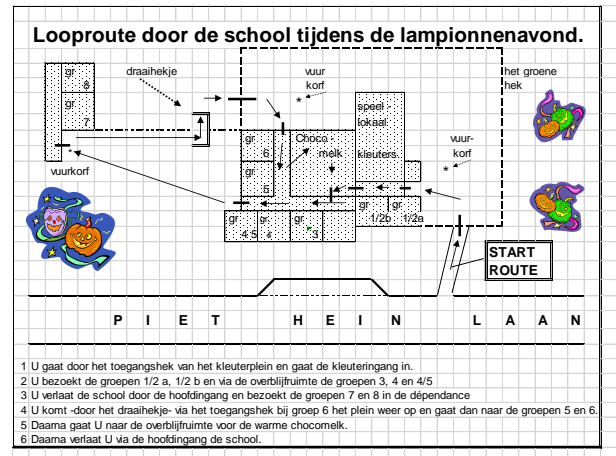 Looproute door de school tijdens de lampionnenavond.
gr
8
draaihekje
vuur
korf
*
het groene
hek
gr
7
speel -
lokaal
kleuters.
gr
6
Choco -
melk
vuur-
korf
*
*
vuurkorf
gr
5
gr
4 5
gr
4
gr
3
gr
1/2b
gr
1/2a
START
ROUTE
P I E T H E I N L A A N
1 U gaat door het toegangshek van het kleuterplein en gaat de kleuteringang in.
2 U bezoekt de groepen 1/2 a, 1/2 b en via de overblijfruimte de groepen 3, 4 en 4/5
3 U verlaat de school door de hoofdingang en bezoekt de groepen 7 en 8 in de dépendance
4 U komt -door het draaihekje- via het toegangshek bij groep 6 het plein weer op en gaat dan naar de groepen 5 en 6.
5 Daarna gaat U naar de overblijfruimte voor de warme chocomelk.
6 Daarna verlaat U via de hoofdingang de school.